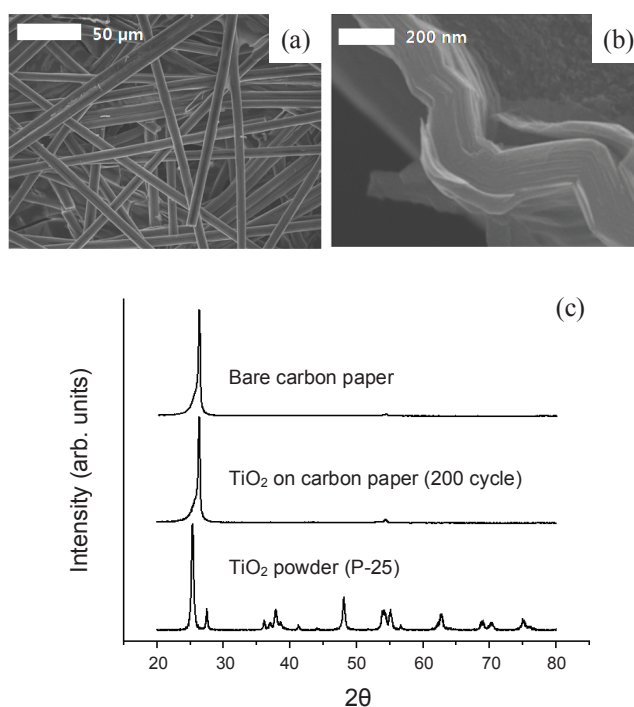 50 µm
(a)
200 nm
(b)
(c)
Intensity (arb. units)
Bare carbon paper
TiO₂ on carbon paper (200 cycle)
TiO₂ powder (P-25)
20 30 40 50 60 70 80
2θ